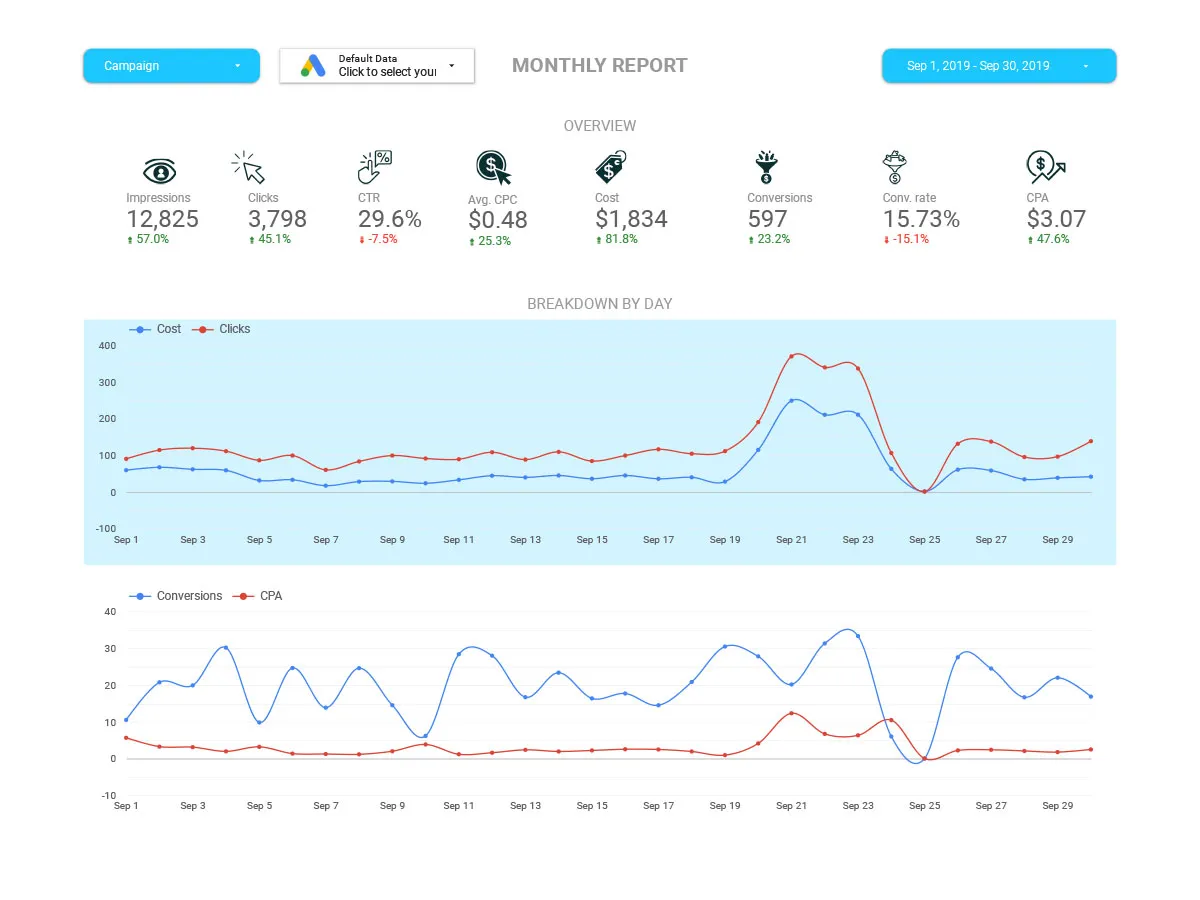 Campaign
Default Data
Click to select your
MONTHLY REPORT
Sep 1, 2019 - Sep 30, 2019
OVERVIEW
Impressions
12,825
57.0%
Clicks
3,798
45.1%
%
CTR
29.6%
-7.5%
$
Avg. CPC
$0.48
25.3%
$
Cost
$1,834
81.8%
$
Conversions
597
23.2%
$
Conv. rate
15.73%
-15.1%
$
CPA
$3.07
47.6%
BREAKDOWN BY DAY
Cost Clicks
400
300
200
100
0
-100
Sep 1 Sep 3 Sep 5 Sep 7 Sep 9 Sep 11 Sep 13 Sep 15 Sep 17 Sep 19 Sep 21 Sep 23 Sep 25 Sep 27 Sep 29
Conversions CPA
40
30
20
10
0
-10
Sep 1 Sep 3 Sep 5 Sep 7 Sep 9 Sep 11 Sep 13 Sep 15 Sep 17 Sep 19 Sep 21 Sep 23 Sep 25 Sep 27 Sep 29